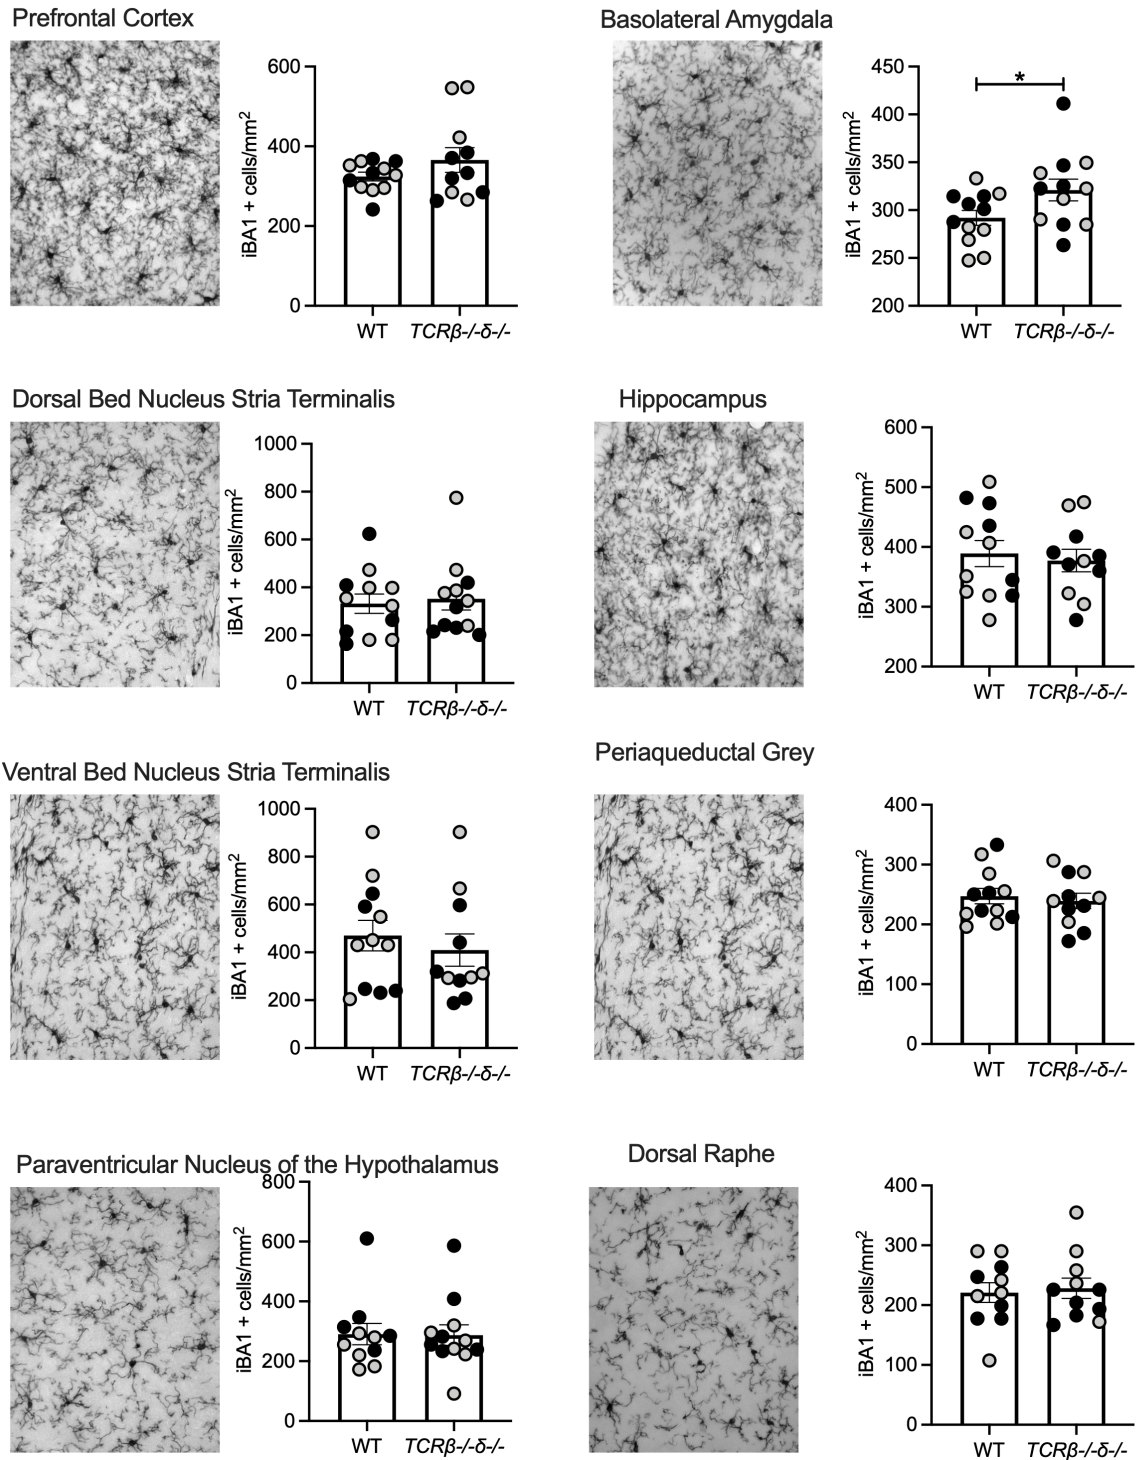 Prefrontal Cortex
iBA1 + cells/mm²
600
400
200
0
WT
TCRβ-/-δ-/-
Basolateral Amygdala
iBA1 + cells/mm²
450
400
350
300
250
200
*
WT
TCRβ-/-δ-/-
Dorsal Bed Nucleus Stria Terminalis
iBA1 + cells/mm²
1000
800
600
400
200
0
WT
TCRβ-/-δ-/-
Hippocampus
iBA1 + cells/mm²
600
500
400
300
200
WT
TCRβ-/-δ-/-
Ventral Bed Nucleus Stria Terminalis
iBA1 + cells/mm²
1000
800
600
400
200
0
WT
TCRβ-/-δ-/-
Periaqueductal Grey
iBA1 + cells/mm²
400
300
200
100
0
WT
TCRβ-/-δ-/-
Paraventricular Nucleus of the Hypothalamus
iBA1 + cells/mm²
800
600
400
200
0
WT
TCRβ-/-δ-/-
Dorsal Raphe
iBA1 + cells/mm²
400
300
200
100
0
WT
TCRβ-/-δ-/-